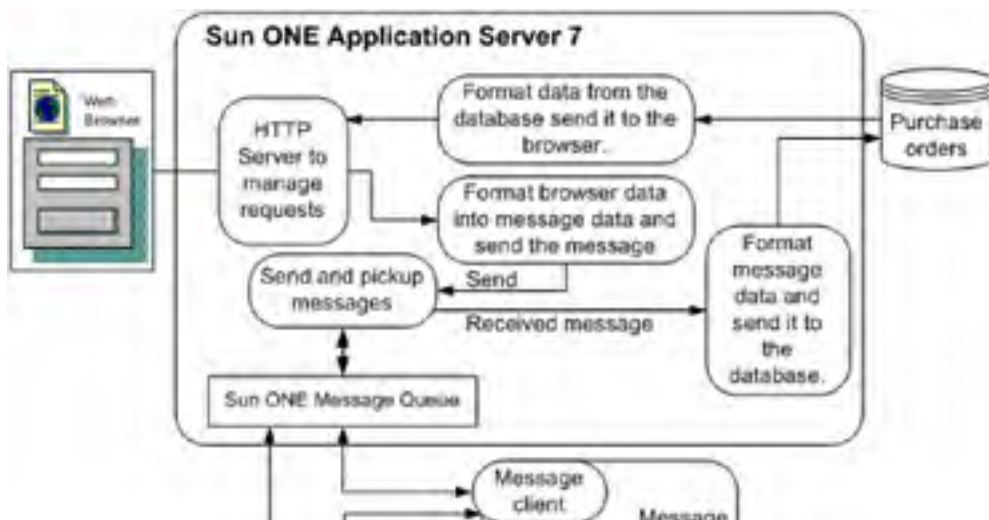 Sun ONE Application Server 7
Web
Browser
HTTP
Server to
manage
requests
Format data from the
database send it to the
browser.
Purchase
orders
Format browser data
into message data and
send the message
Send and pickup
messages
Send
Received message
Format
message
data and
send it to
the
database.
Sun ONE Message Queue
Message
client
Message